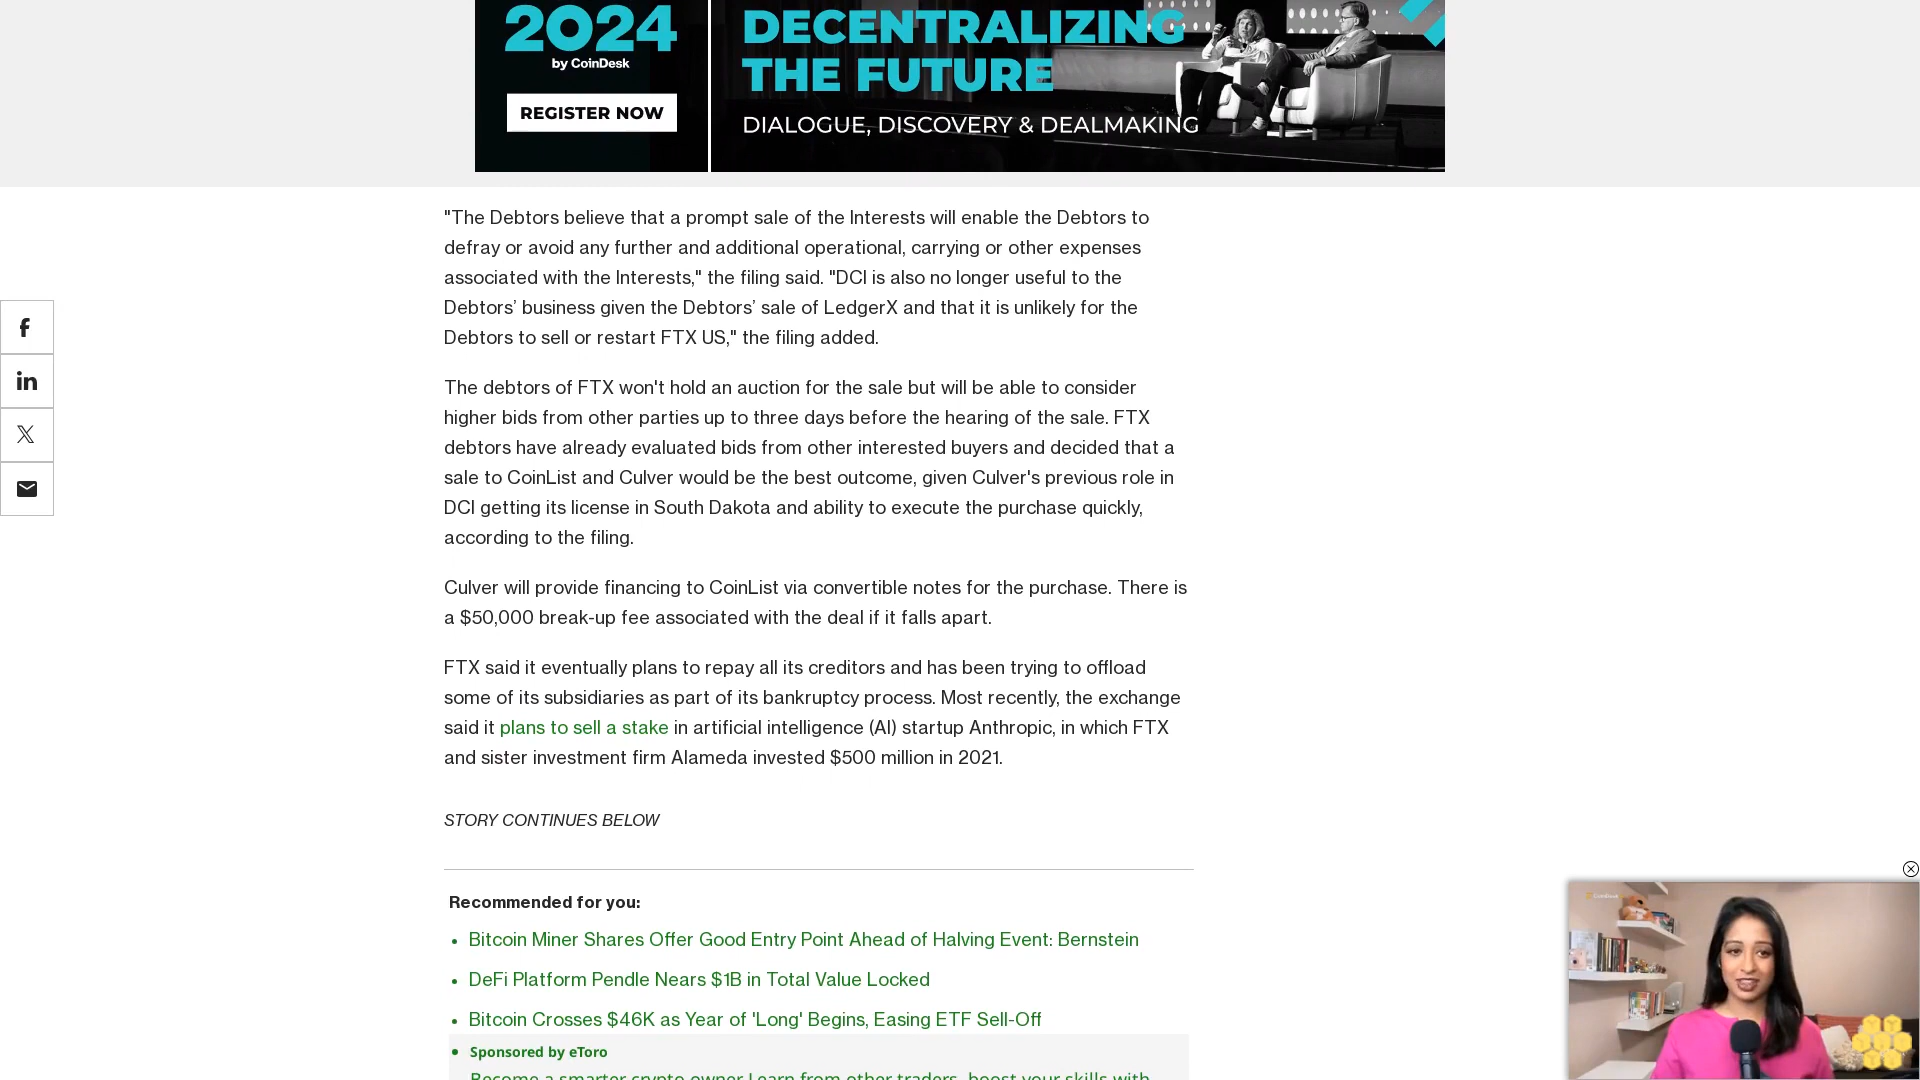 2024
by CoinDesk
REGISTER NOW
DECENTRALIZING
THE FUTURE
DIALOGUE, DISCOVERY & DEALMAKING
"The Debtors believe that a prompt sale of the Interests will enable the Debtors to
defray or avoid any further and additional operational, carrying or other expenses
associated with the Interests," the filing said. "DCI is also no longer useful to the
Debtors’ business given the Debtors’ sale of LedgerX and that it is unlikely for the
Debtors to sell or restart FTX US," the filing added.
The debtors of FTX won't hold an auction for the sale but will be able to consider
higher bids from other parties up to three days before the hearing of the sale. FTX
debtors have already evaluated bids from other interested buyers and decided that a
sale to CoinList and Culver would be the best outcome, given Culver's previous role in
DCI getting its license in South Dakota and ability to execute the purchase quickly,
according to the filing.
Culver will provide financing to CoinList via convertible notes for the purchase. There is
a $50,000 break-up fee associated with the deal if it falls apart.
FTX said it eventually plans to repay all its creditors and has been trying to offload
some of its subsidiaries as part of its bankruptcy process. Most recently, the exchange
said it plans to sell a stake in artificial intelligence (AI) startup Anthropic, in which FTX
and sister investment firm Alameda invested $500 million in 2021.
STORY CONTINUES BELOW
Recommended for you:
• Bitcoin Miner Shares Offer Good Entry Point Ahead of Halving Event: Bernstein
• DeFi Platform Pendle Nears $1B in Total Value Locked
• Bitcoin Crosses $46K as Year of 'Long' Begins, Easing ETF Sell-Off
• Sponsored by eToro
Become a smarter crypto owner Learn from other traders, boost your skills with